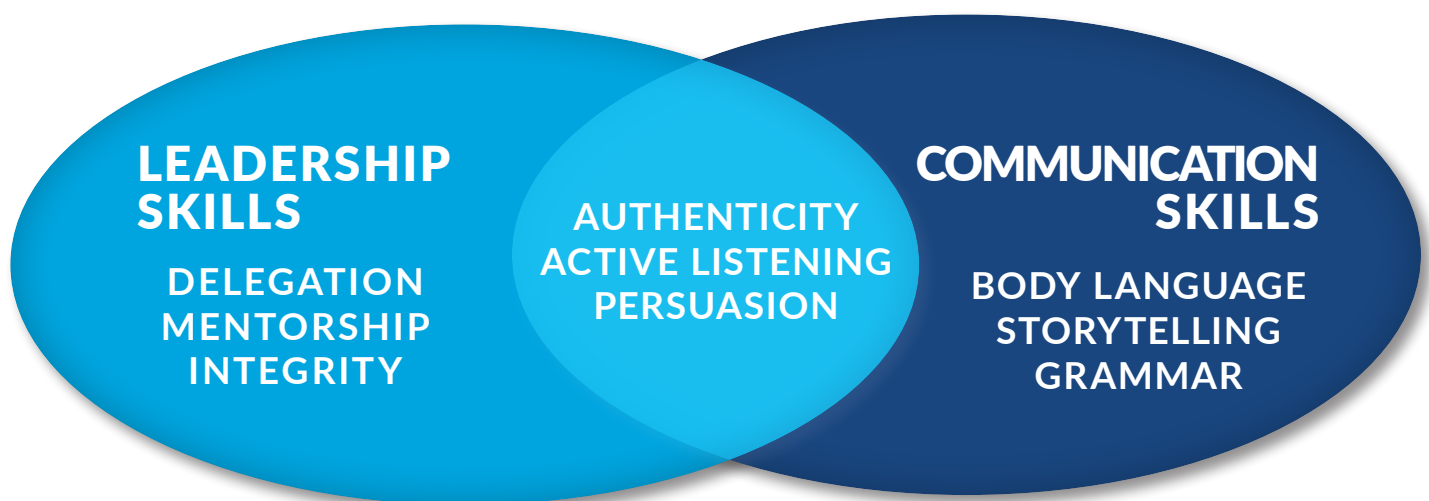 LEADERSHIP
SKILLS
DELEGATION
MENTORSHIP
INTEGRITY
AUTHENTICITY
ACTIVE LISTENING
PERSUASION
COMMUNICATION
SKILLS
BODY LANGUAGE
STORYTELLING
GRAMMAR